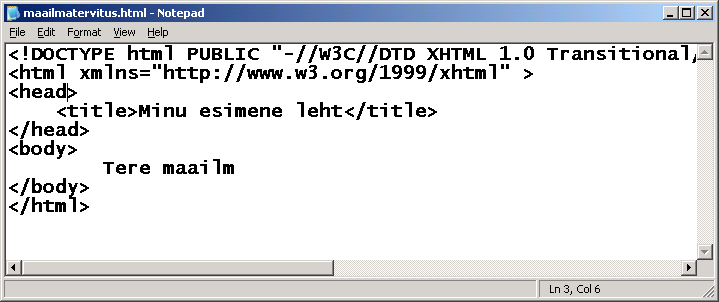 maailmatervitus.html - Notepad
File Edit Format View Help
<!DOCTYPE html PUBLIC "-//W3C//DTD XHTML 1.0 Transitional/
<html xmlns="http://www.w3.org/1999/xhtml" >
<head>
    <title>Minu esimene leht</title>
</head>
<body>
        Tere maailm
</body>
</html>
Ln 3, Col 6